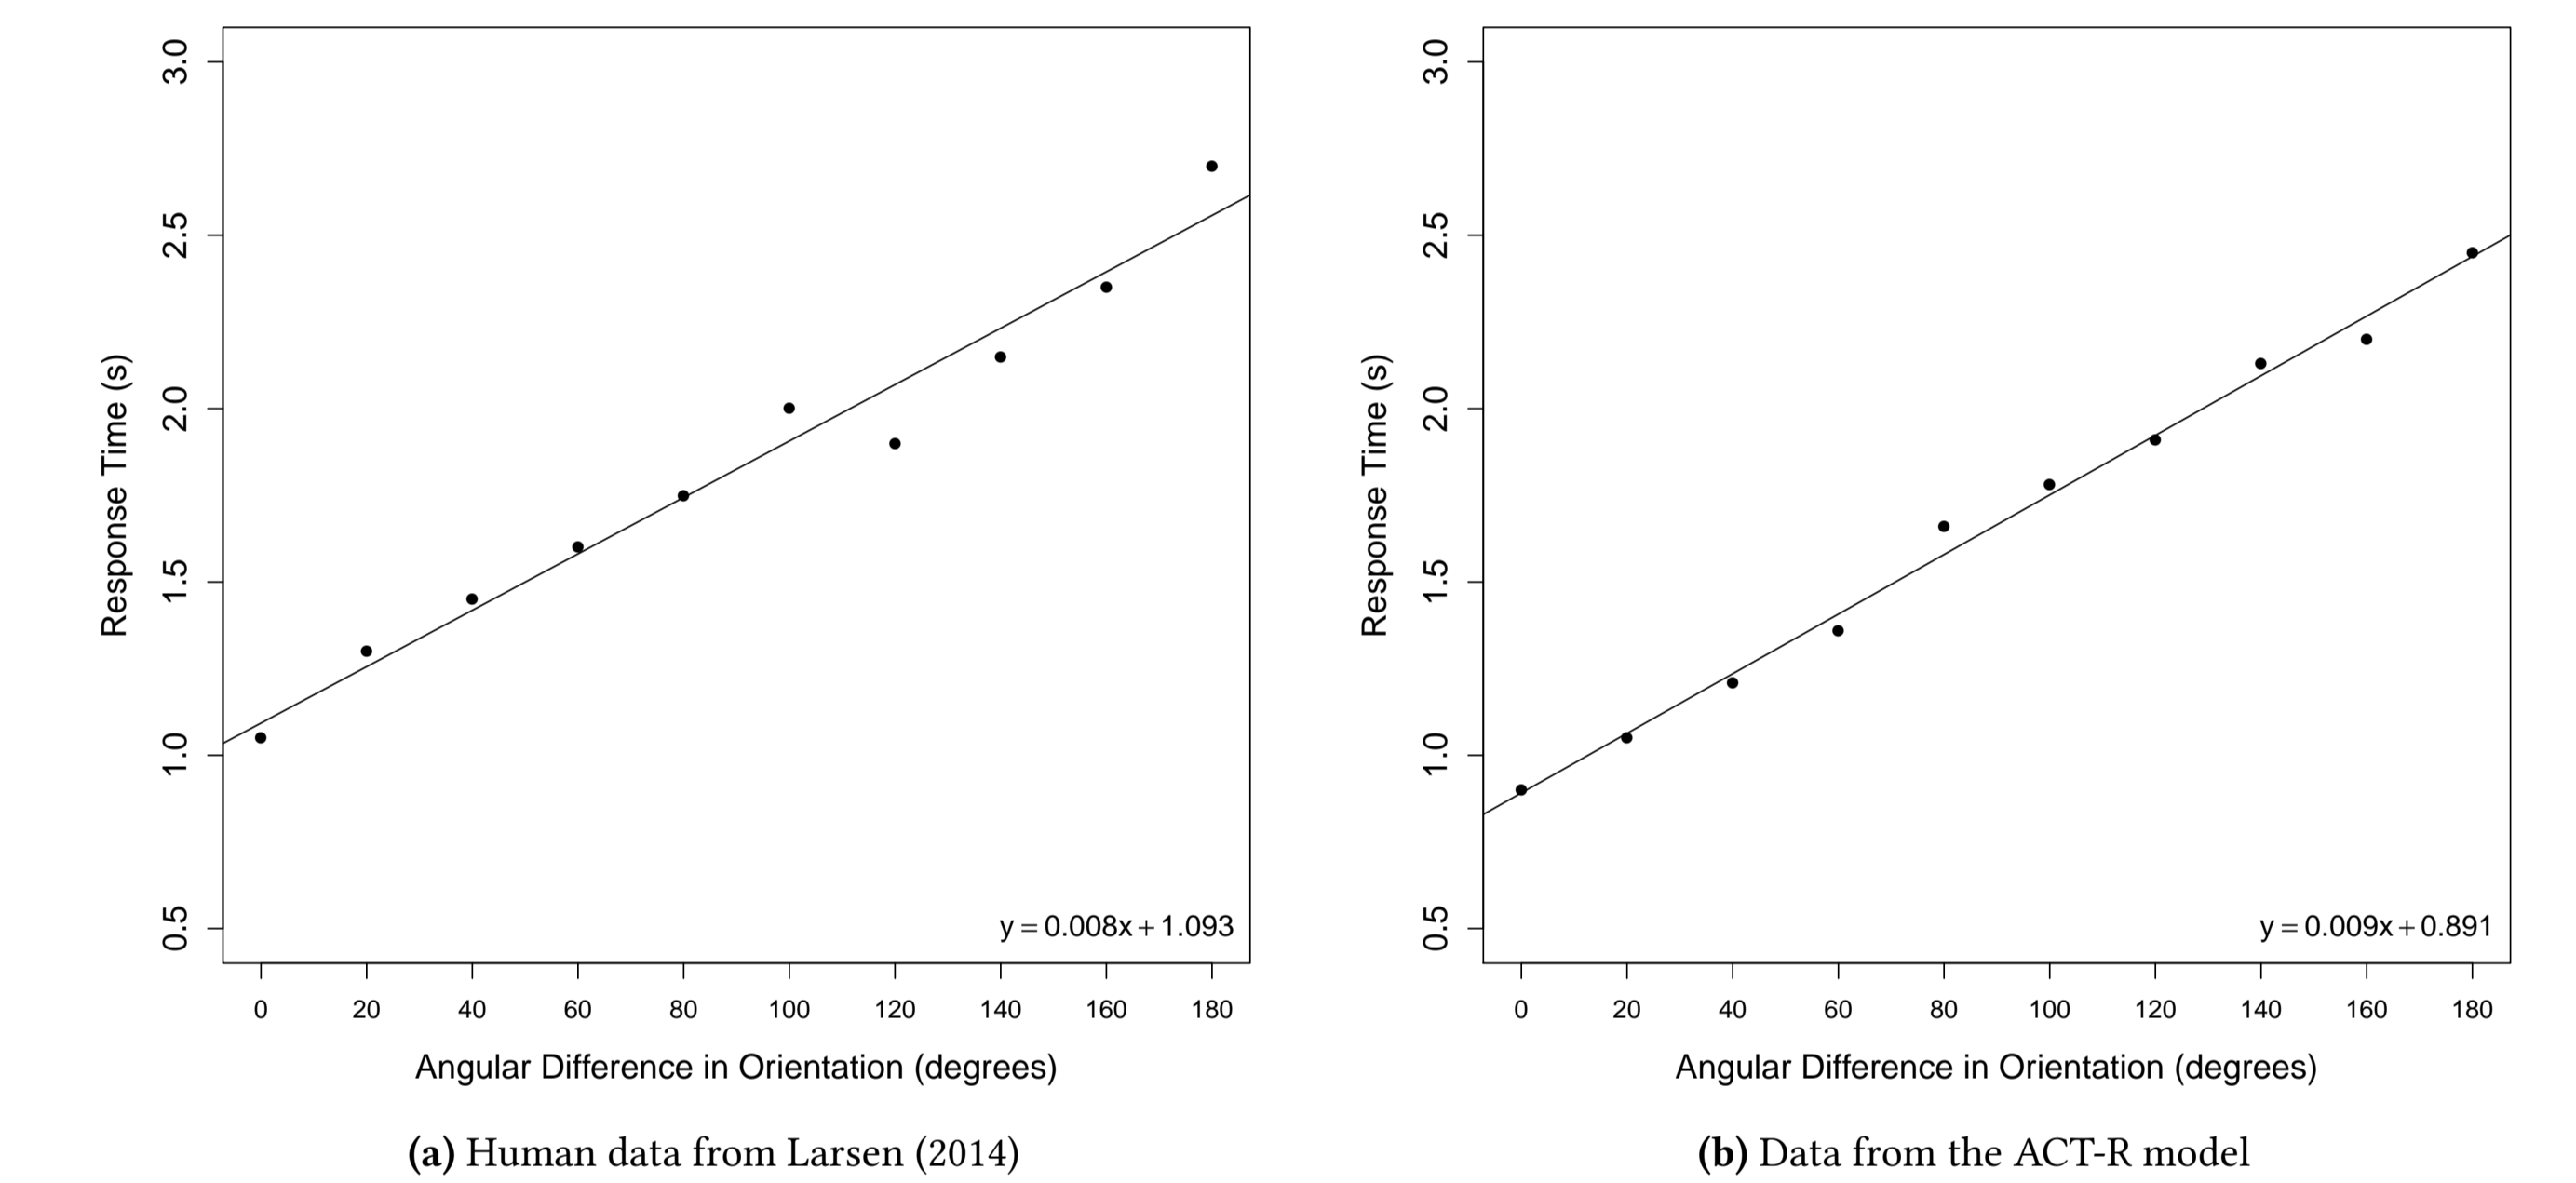 Response Time (s)
3.0
2.5
2.0
1.5
1.0
0.5
y = 0.008x + 1.093
0 20 40 60 80 100 120 140 160 180
Angular Difference in Orientation (degrees)
(a) Human data from Larsen (2014)
Response Time (s)
3.0
2.5
2.0
1.5
1.0
0.5
y = 0.009x + 0.891
0 20 40 60 80 100 120 140 160 180
Angular Difference in Orientation (degrees)
(b) Data from the ACT-R model